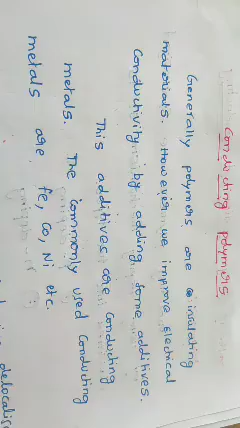 Conducting polymers
Generally polymers are insulating
materials. However we improve electrical
conductivity by adding some additives.
This additives are conducting
metals. The commonly used conducting
metals are fe, Co, Ni etc.
delocalis